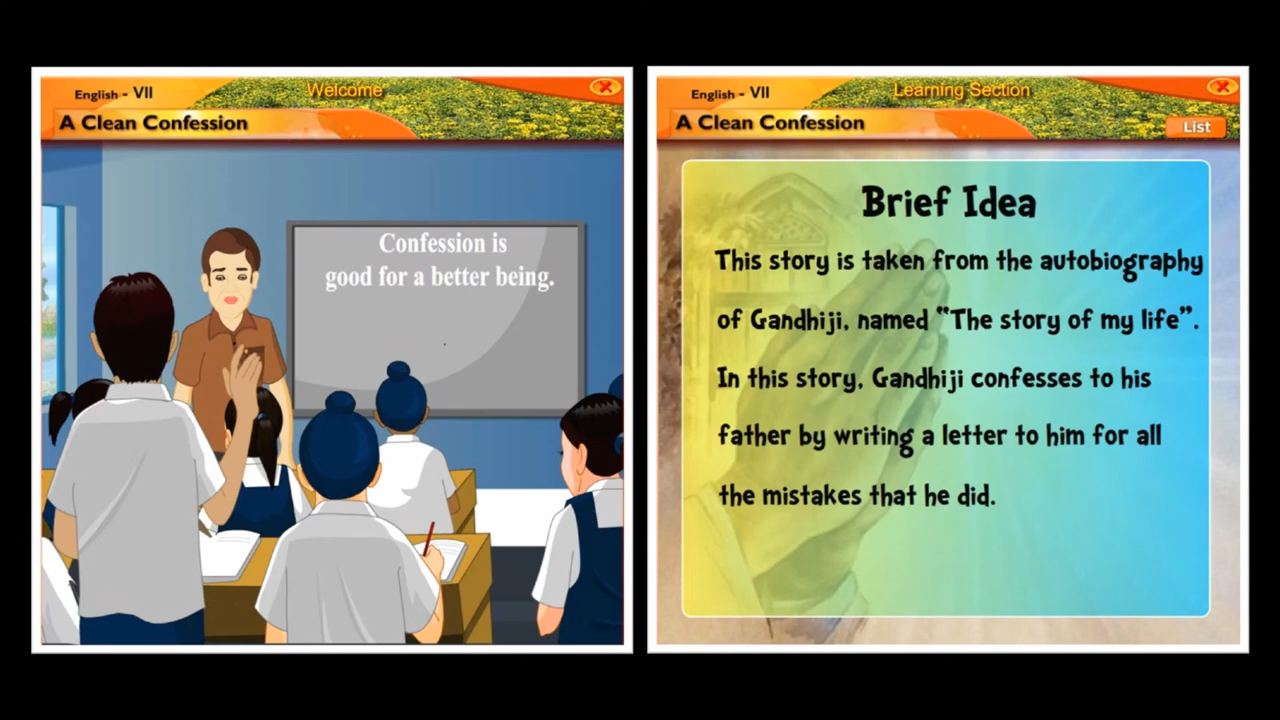 English - VII
Welcome
A Clean Confession
Confession is
good for a better being.
English - VII
Learning Section
A Clean Confession
List
Brief Idea
This story is taken from the autobiography
of Gandhiji, named “The story of my life”.
In this story, Gandhiji confesses to his
father by writing a letter to him for all
the mistakes that he did.